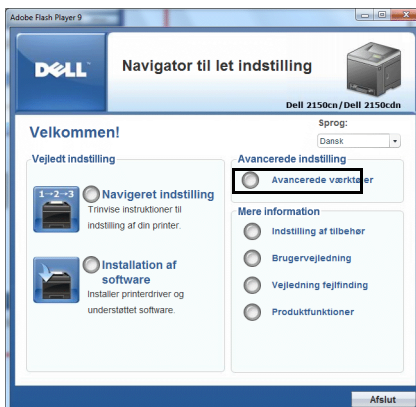 Adobe Flash Player 9
DELL
Navigator til let indstilling
Dell 2150cn/Dell 2150cdn
Velkommen!
Sprog:
Dansk
Vejledt indstilling
1→2→3
Navigeret indstilling
Trinvise instruktioner til
indstilling af din printer.
Installation af
software
Installer printerdriver og
understøttet software.
Avancerede indstilling
Avancerede værktøjer
Mere information
Indstilling af tilbehør
Brugervejledning
Vejledning fejlfinding
Produktfunktioner
Afslut